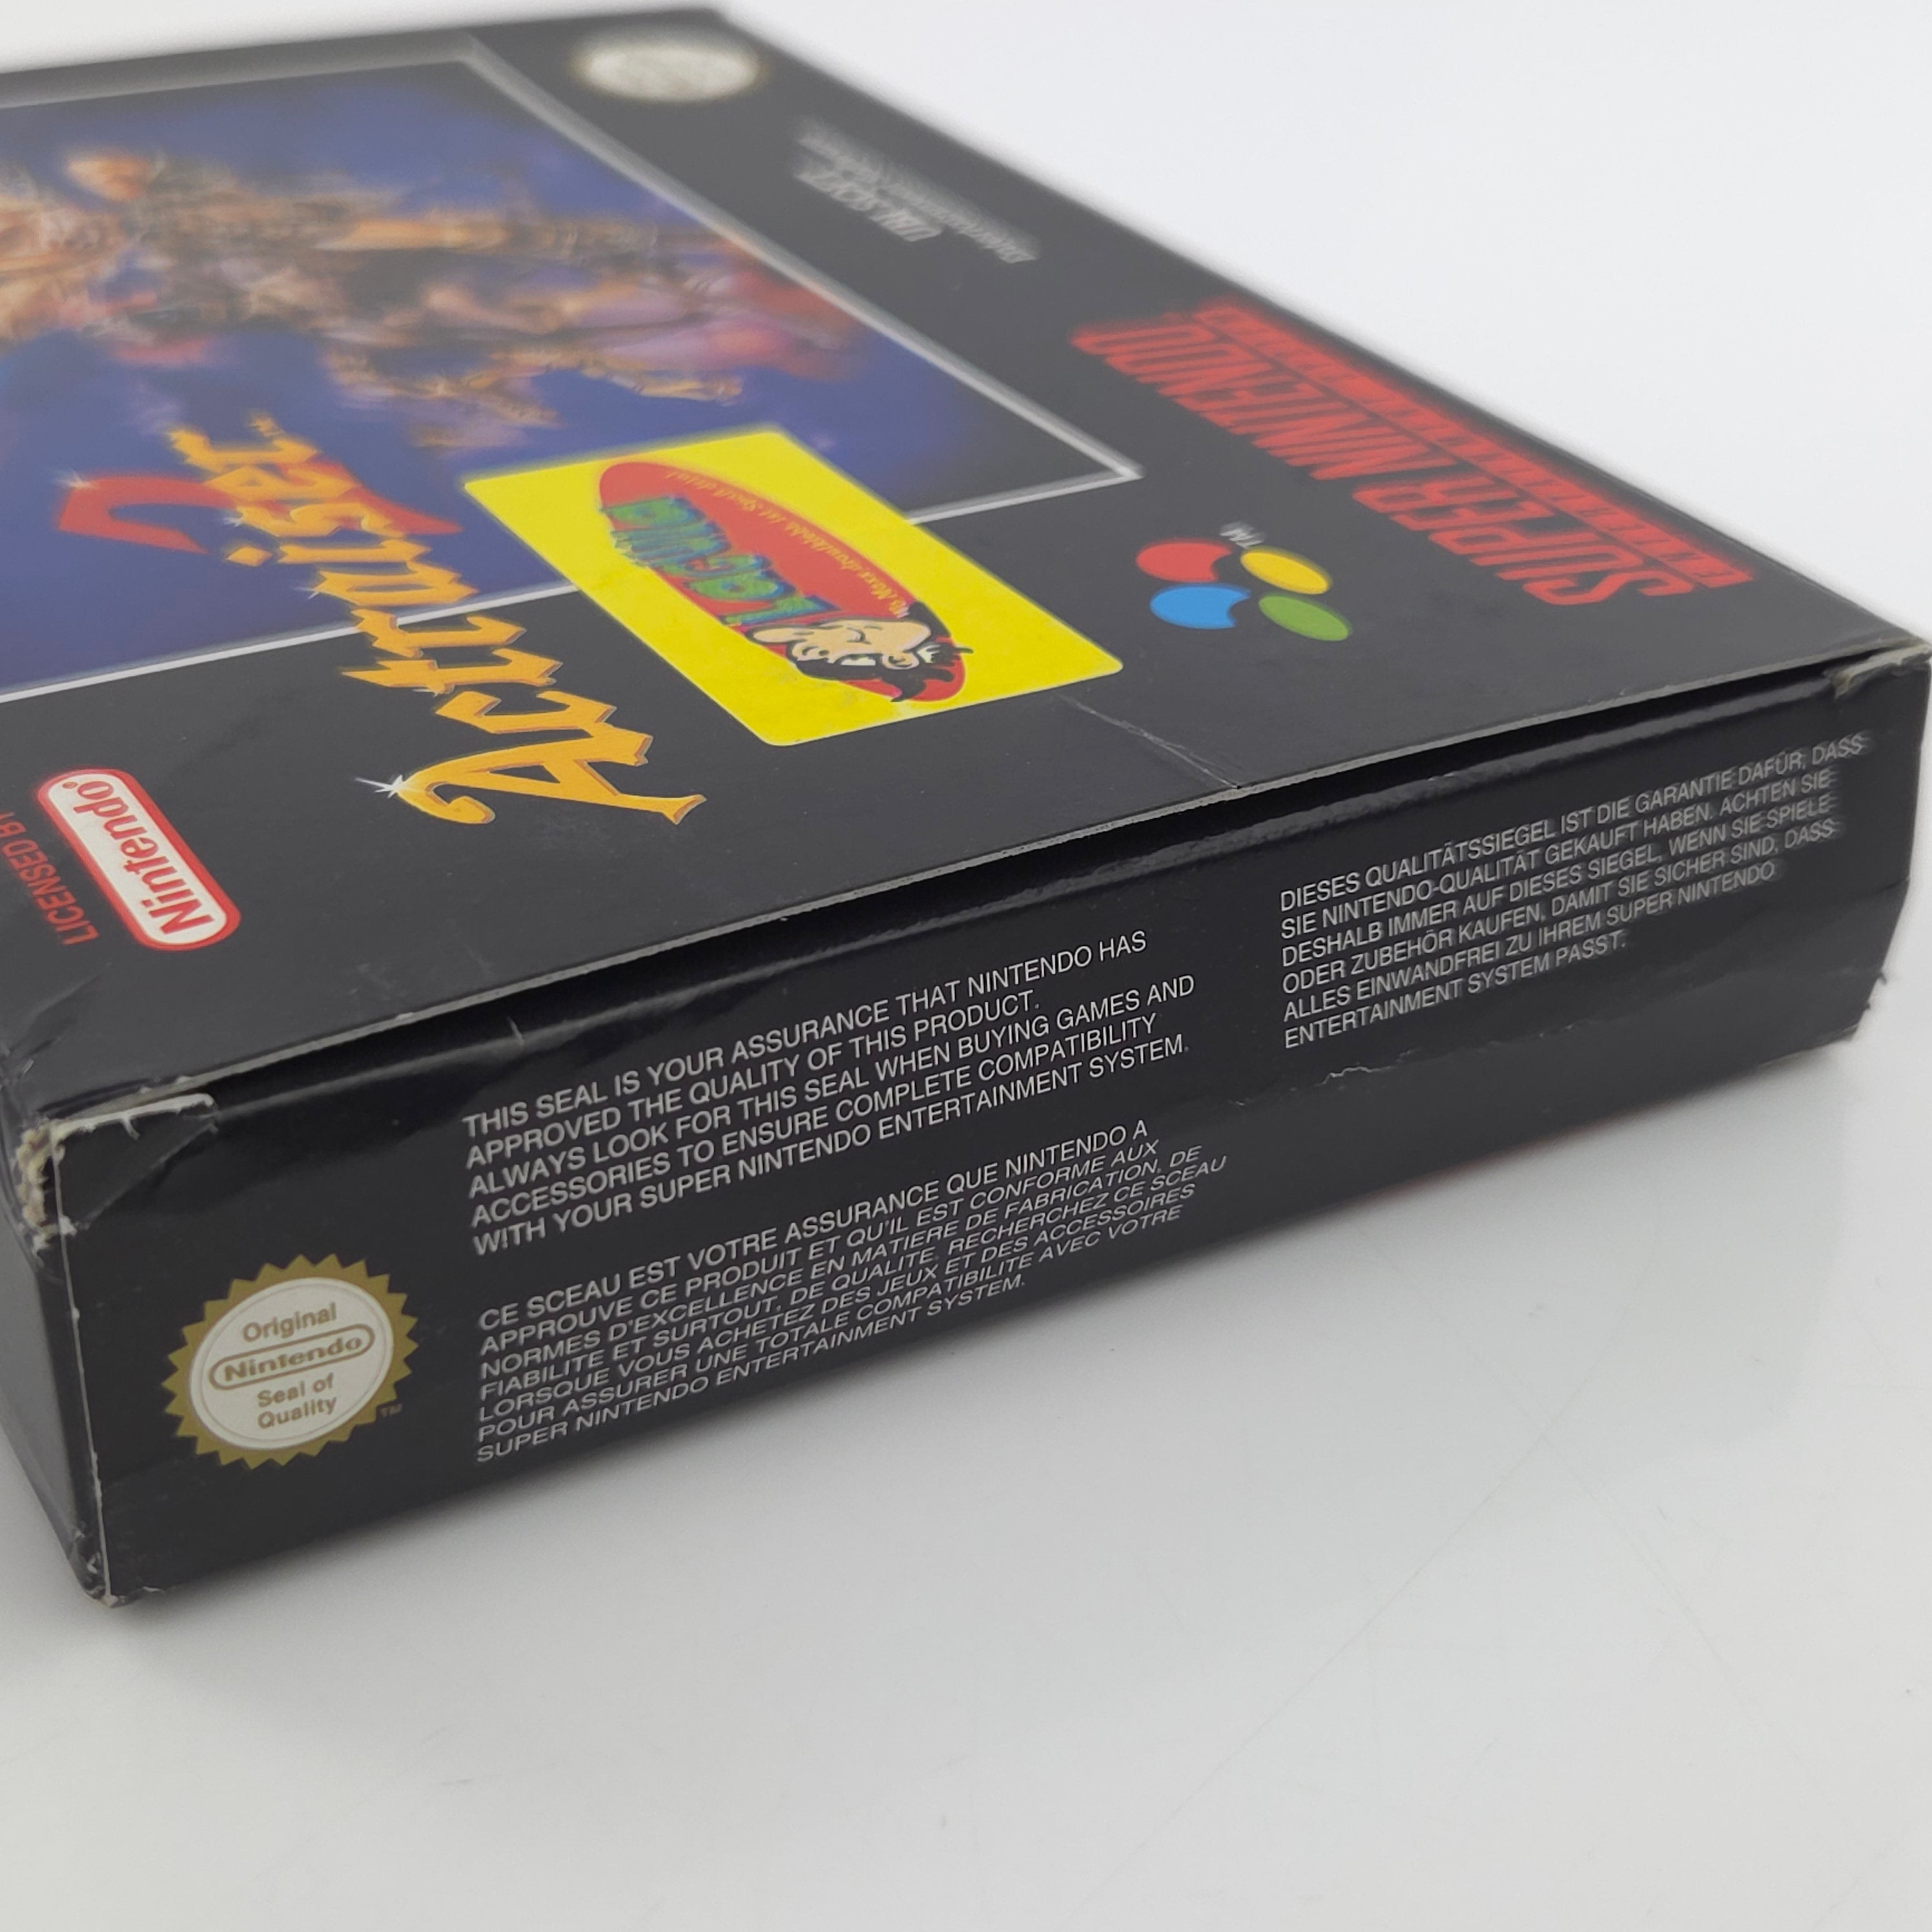 SUPER NINTENDO
UBI SOFT
TM
LAGUNA
Actraiser
2
LICENSED BY
Nintendo
THIS SEAL IS YOUR ASSURANCE THAT NINTENDO HAS
APPROVED THE QUALITY OF THIS PRODUCT.
ALWAYS LOOK FOR THIS SEAL WHEN BUYING GAMES AND
ACCESSORIES TO ENSURE COMPLETE COMPATIBILITY
WITH YOUR SUPER NINTENDO ENTERTAINMENT SYSTEM.
CE SCEAU EST VOTRE ASSURANCE QUE NINTENDO A
APPROUVE CE PRODUIT ET QU'IL EST CONFORME AUX
NORMES D'EXCELLENCE EN MATIERE DE FABRICATION, DE
FIABILITE ET SURTOUT, DE QUALITE. RECHERCHEZ CE SCEAU
LORSQUE VOUS ACHETEZ DES JEUX ET DES ACCESSOIRES
POUR ASSURER UNE TOTALE COMPATIBILITE AVEC VOTRE
SUPER NINTENDO ENTERTAINMENT SYSTEM.
DIESES QUALITÄTSSIEGEL IST DIE GARANTIE DAFÜR, DASS
SIE NINTENDO-QUALITÄT GEKAUFT HABEN. ACHTEN SIE
DESHALB IMMER AUF DIESES SIEGEL, WENN SIE SPIELE
ODER ZUBEHÖR KAUFEN, DAMIT SIE SICHER SIND, DASS
ALLES EINWANDFREI ZU IHREM SUPER NINTENDO
ENTERTAINMENT SYSTEM PASST.
Original
Nintendo
Seal of
Quality
TM